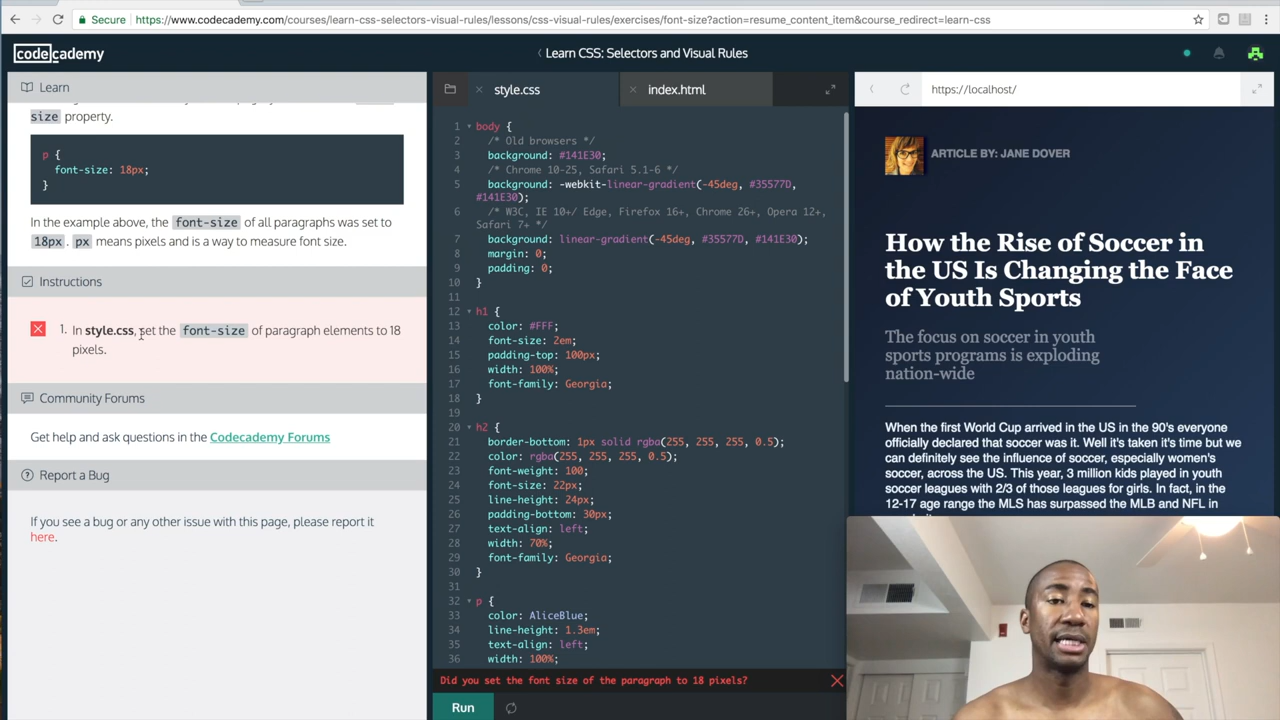 Secure
https://www.codecademy.com/courses/learn-css-selectors-visual-rules/lessons/css-visual-rules/exercises/font-size?action=resume_content_item&course_redirect=learn-css
codecademy
Learn CSS: Selectors and Visual Rules
Learn
size property.
p {
font-size: 18px;
}
In the example above, the font-size of all paragraphs was set to
18px. px means pixels and is a way to measure font size.
Instructions
1. In style.css, set the font-size of paragraph elements to 18
pixels.
Community Forums
Get help and ask questions in the Codecademy Forums
Report a Bug
If you see a bug or any other issue with this page, please report it
here.
style.css
index.html
1 body {
2 /* Old browsers */
3 background: #141E30;
4 /* Chrome 10-25, Safari 5.1-6 */
5 background: -webkit-linear-gradient(-45deg, #35577D,
#141E30);
6 /* W3C, IE 10+/ Edge, Firefox 16+, Chrome 26+, Opera 12+,
Safari 7+ */
7 background: linear-gradient(-45deg, #35577D, #141E30);
8 margin: 0;
9 padding: 0;
10 }
11
12 h1 {
13 color: #FFF;
14 font-size: 2em;
15 padding-top: 100px;
16 width: 100%;
17 font-family: Georgia;
18 }
19
20 h2 {
21 border-bottom: 1px solid rgba(255, 255, 255, 0.5);
22 color: rgba(255, 255, 255, 0.5);
23 font-weight: 100;
24 font-size: 22px;
25 line-height: 24px;
26 padding-bottom: 30px;
27 text-align: left;
28 width: 70%;
29 font-family: Georgia;
30 }
31
32 p {
33 color: AliceBlue;
34 line-height: 1.3em;
35 text-align: left;
36 width: 100%;
Did you set the font size of the paragraph to 18 pixels?
Run
https://localhost/
ARTICLE BY: JANE DOVER
How the Rise of Soccer in
the US Is Changing the Face
of Youth Sports
The focus on soccer in youth
sports programs is exploding
nation-wide
When the first World Cup arrived in the US in the 90's everyone
officially declared that soccer was it. Well it's taken it's time but we
can definitely see the influence of soccer, especially women's
soccer, across the US. This year, 3 million kids played in youth
soccer leagues with 2/3 of those leagues for girls. In fact, in the
12-17 age range the MLS has surpassed the MLB and NFL in